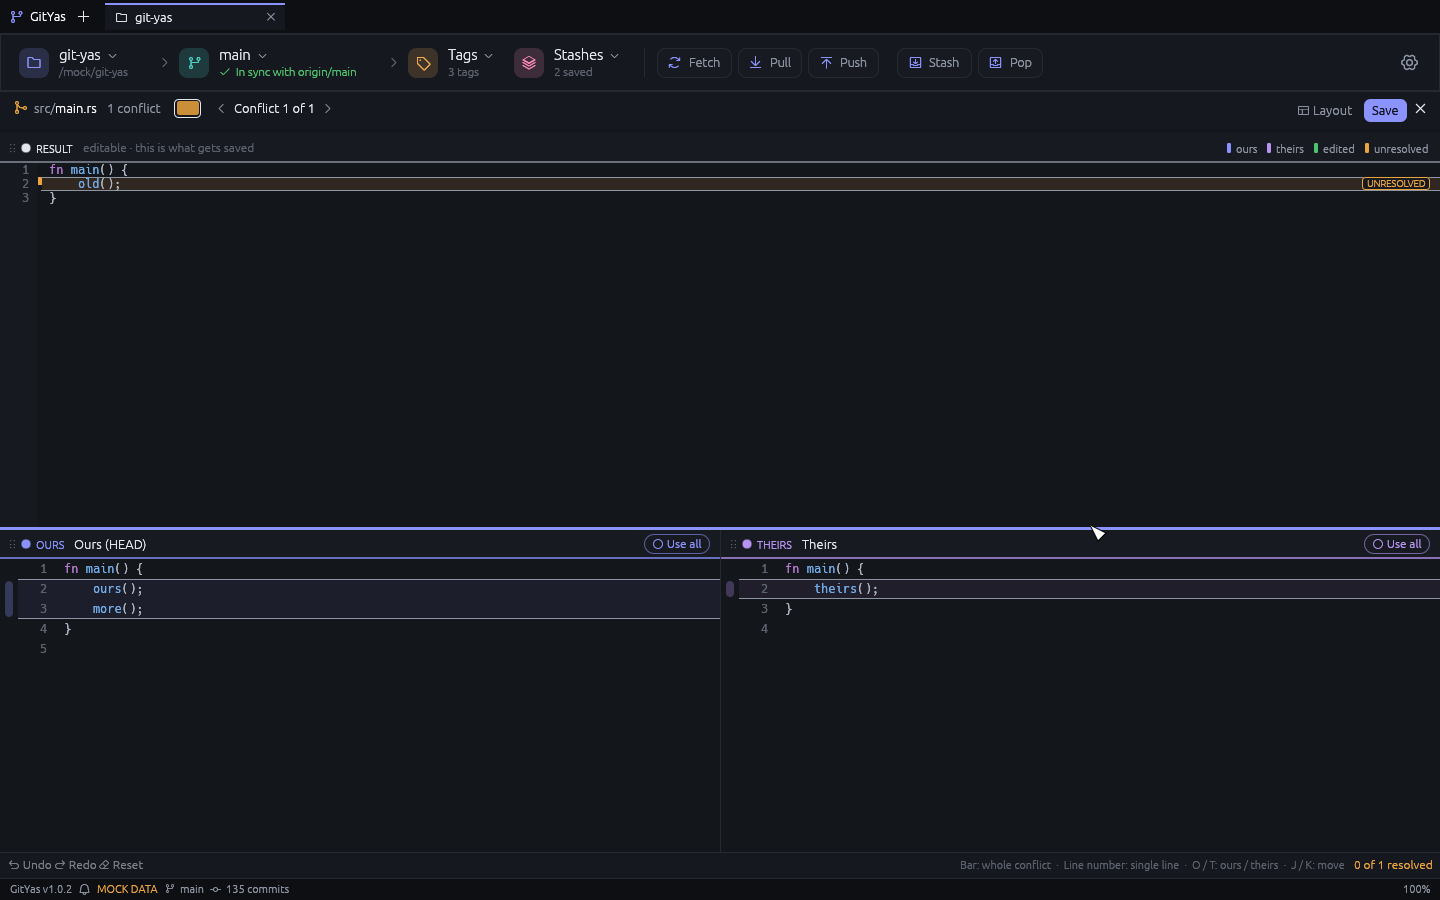 GitYas
git-yas
git-yas
/mock/git-yas
main
In sync with origin/main
Tags
3 tags
Stashes
2 saved
Fetch
Pull
Push
Stash
Pop
src/main.rs 1 conflict
Conflict 1 of 1
Layout
Save
RESULT editable · this is what gets saved
ours theirs edited unresolved
1 fn main() {
2 old(); UNRESOLVED
3 }
OURS Ours (HEAD) Use all
1 fn main() {
2 ours();
3 more();
4 }
5
THEIRS Theirs Use all
1 fn main() {
2 theirs();
3 }
4
Undo Redo Reset
Bar: whole conflict · Line number: single line · O / T: ours / theirs · J / K: move 0 of 1 resolved
GitYas v1.0.2 MOCK DATA main 135 commits 100%